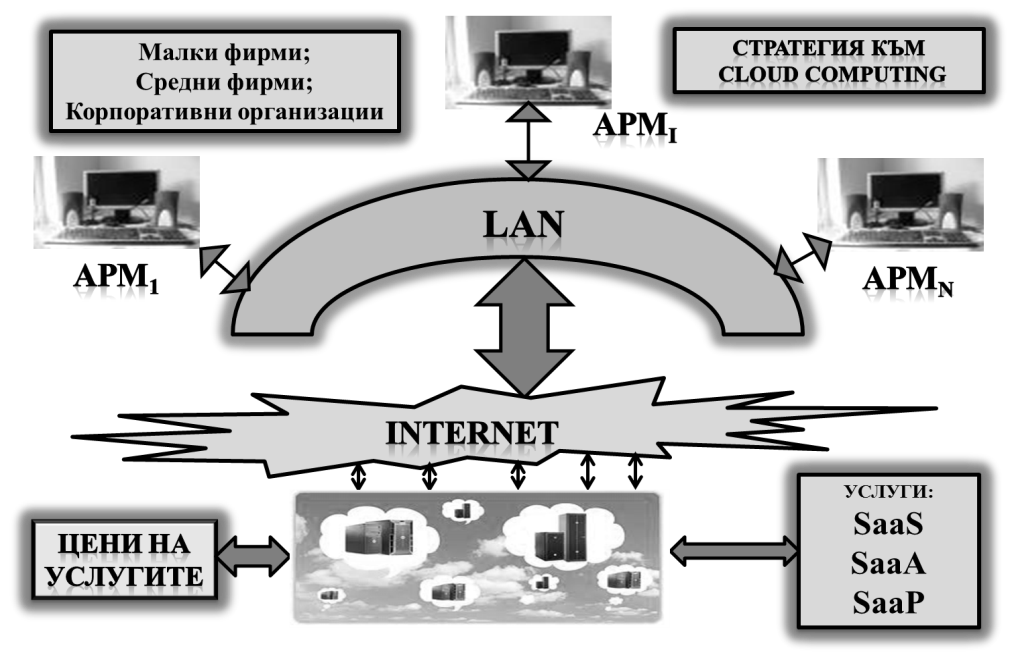 Малки фирми;
Средни фирми;
Корпоративни организации
СТРАТЕГИЯ КЪМ
CLOUD COMPUTING
АРМI
АРМ1
LAN
АРМN
INTERNET
ЦЕНИ НА
УСЛУГИТЕ
УСЛУГИ:
SaaS
SaaA
SaaP